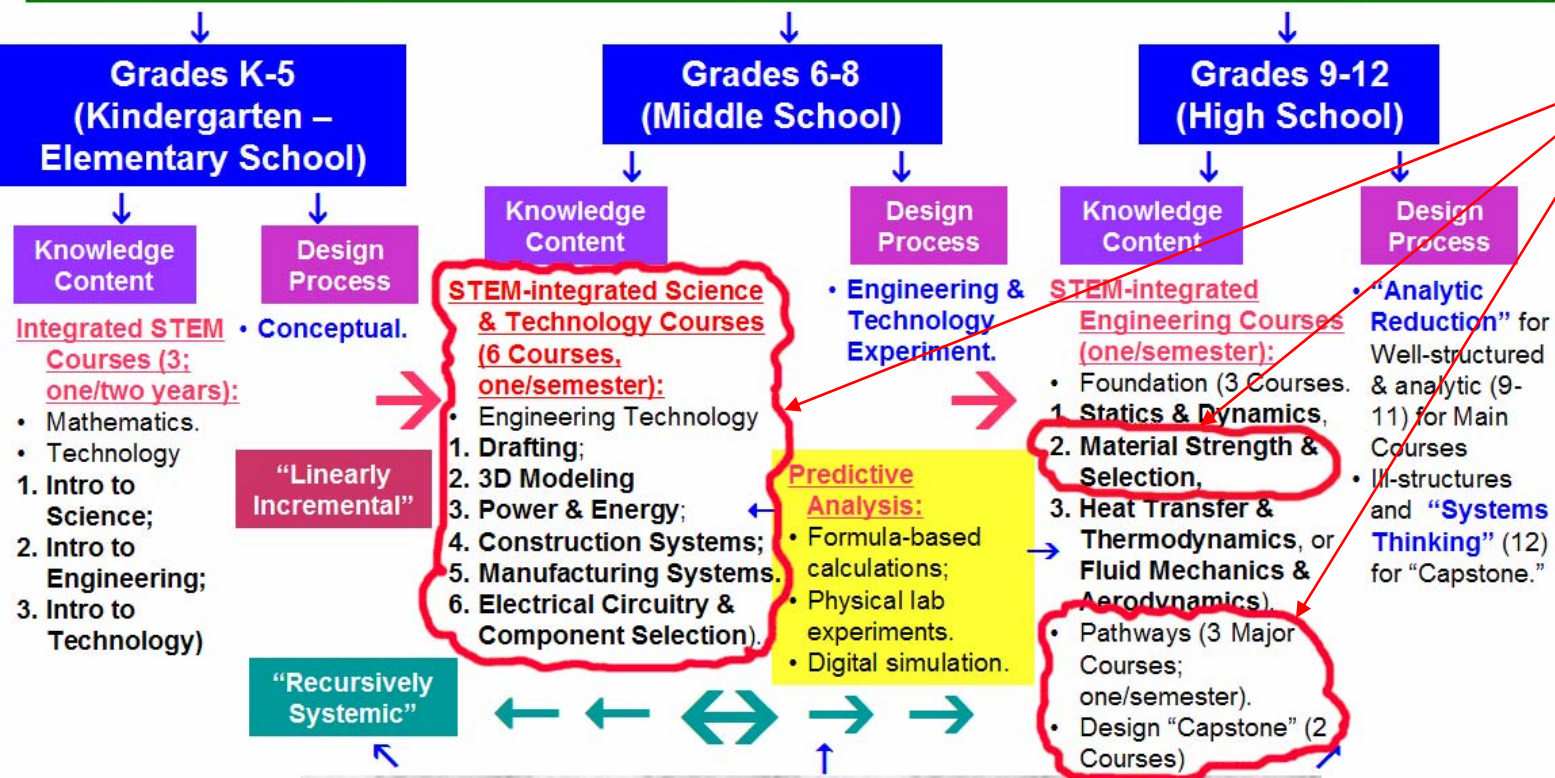 Grades K-5
(Kindergarten –
Elementary School)
Knowledge
Content
Design
Process
Integrated STEM
Courses (3;
one/two years):
• Mathematics.
• Technology
1. Intro to
Science;
2. Intro to
Engineering;
3. Intro to
Technology)
• Conceptual.
"Linearly
Incremental"
"Recursively
Systemic"
Grades 6-8
(Middle School)
Knowledge
Content
Design
Process
STEM-integrated Science
& Technology Courses
(6 Courses,
one/semester):
• Engineering Technology
1. Drafting;
2. 3D Modeling
3. Power & Energy;
4. Construction Systems;
5. Manufacturing Systems.
6. Electrical Circuitry &
Component Selection).
• Engineering &
Technology
Experiment.
Predictive
Analysis:
• Formula-based
calculations;
• Physical lab
experiments.
• Digital simulation.
Grades 9-12
(High School)
Knowledge
Content
Design
Process
STEM-integrated
Engineering Courses
(one/semester):
• Foundation (3 Courses.
1. Statics & Dynamics,
2. Material Strength &
Selection,
3. Heat Transfer &
Thermodynamics, or
Fluid Mechanics &
Aerodynamics).
• Pathways (3 Major
Courses;
one/semester).
• Design "Capstone" (2
Courses)
• "Analytic
Reduction" for
Well-structured
& analytic (9-
11) for Main
Courses
• Ill-structures
and "Systems
Thinking" (12)
for "Capstone."